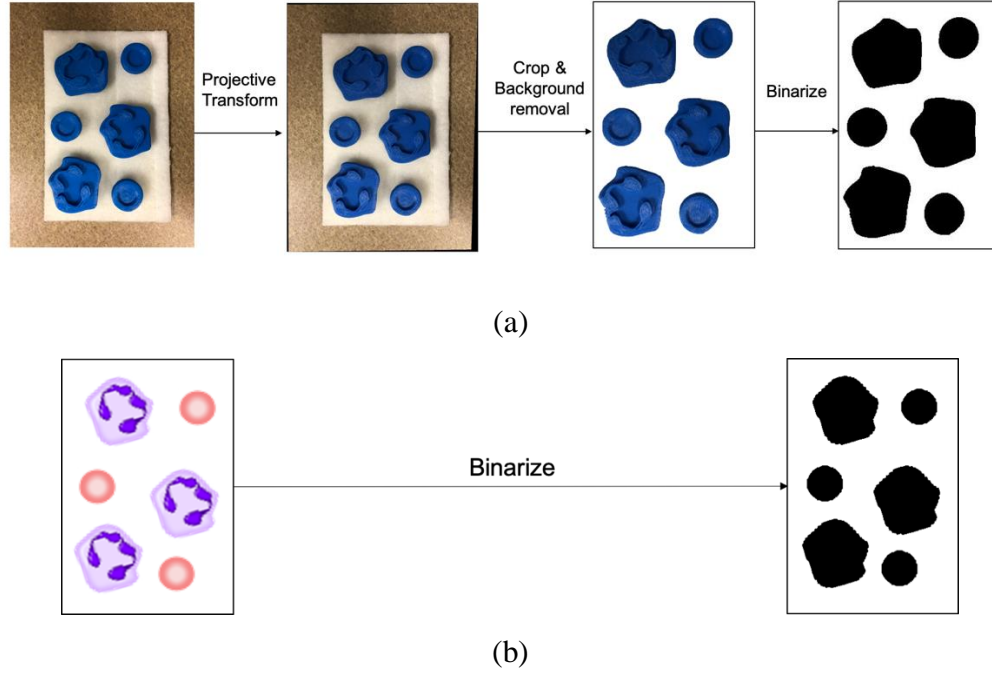 Projective
Transform
Crop &
Background
removal
Binarize
(a)
Binarize
(b)